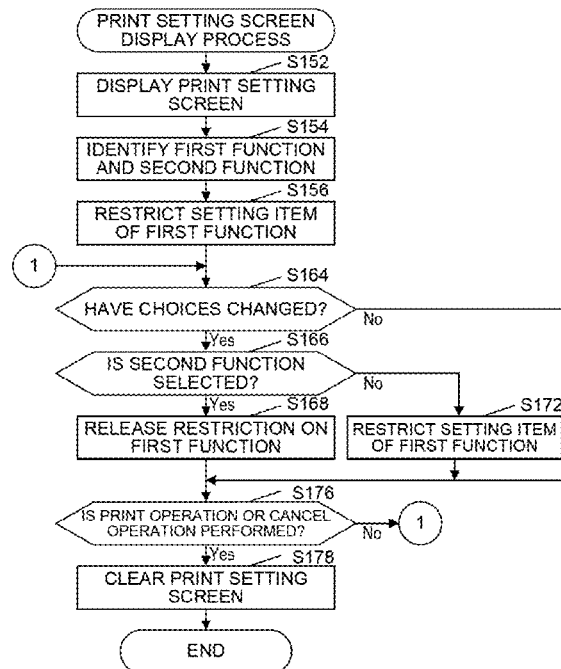 PRINT SETTING SCREEN
DISPLAY PROCESS
S152
DISPLAY PRINT SETTING
SCREEN
S154
IDENTIFY FIRST FUNCTION
AND SECOND FUNCTION
S156
RESTRICT SETTING ITEM
OF FIRST FUNCTION
1
S164
HAVE CHOICES CHANGED?
No
Yes
S166
IS SECOND FUNCTION
SELECTED?
No
Yes
S168
RELEASE RESTRICTION ON
FIRST FUNCTION
S172
RESTRICT SETTING ITEM
OF FIRST FUNCTION
S176
IS PRINT OPERATION OR CANCEL
OPERATION PERFORMED?
No
1
Yes
S178
CLEAR PRINT SETTING
SCREEN
END